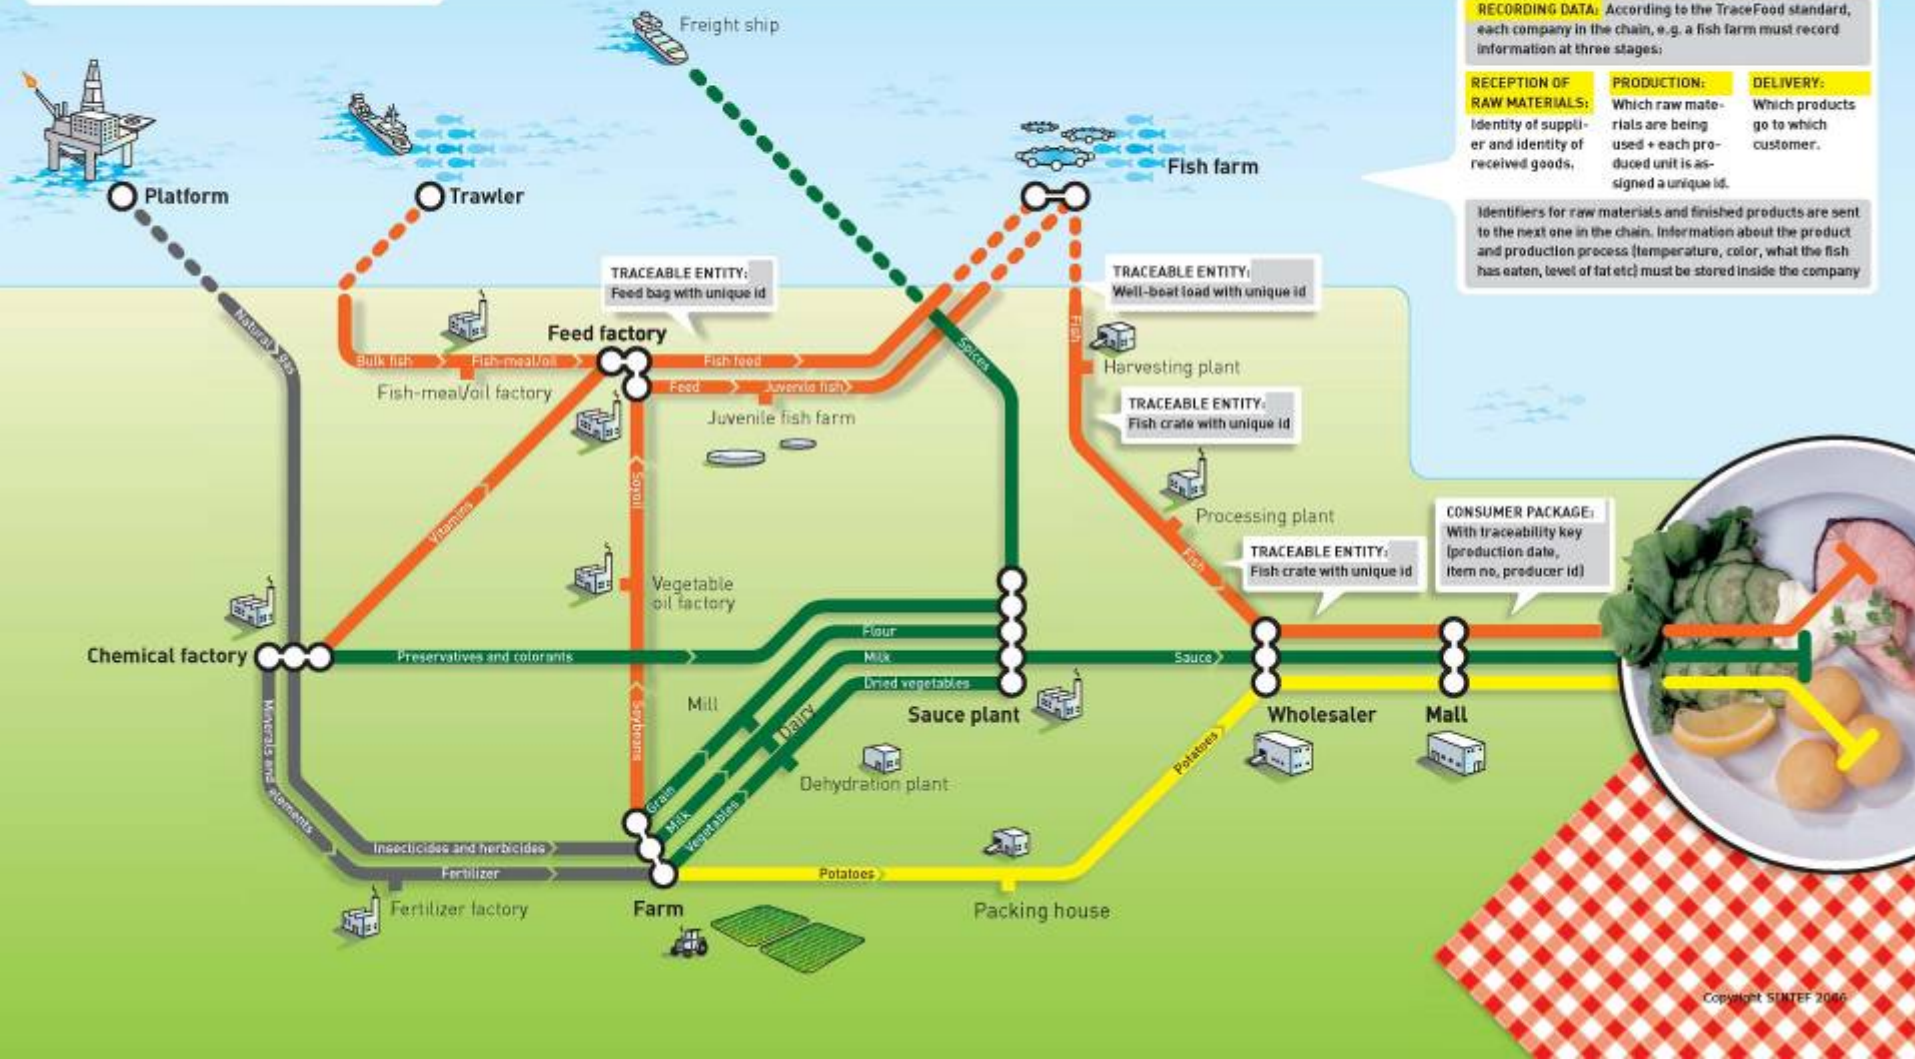 Freight ship
RECORDING DATA: According to the TraceFood standard,
each company in the chain, e.g. a fish farm must record
information at three stages:
RECEPTION OF
RAW MATERIALS:
Identity of suppli-
er and identity of
received goods.
PRODUCTION:
Which raw mate-
rials are being
used + each pro-
duced unit is as-
signed a unique id.
DELIVERY:
Which products
go to which
customer.
Identifiers for raw materials and finished products are sent
to the next one in the chain. Information about the product
and production process (temperature, color, what the fish
has eaten, level of fat etc) must be stored inside the company
Platform
Trawler
Fish farm
TRACEABLE ENTITY:
Feed bag with unique id
TRACEABLE ENTITY:
Well-boat load with unique id
Natural gas
Feed factory
Bulk fish
Fish-meal/oil
Fish feed
Spices
Fish
Fish-meal/oil factory
Feed
Juvenile fish
Harvesting plant
Juvenile fish farm
TRACEABLE ENTITY:
Fish crate with unique id
Vitamins
Soyoil
Processing plant
CONSUMER PACKAGE:
With traceability key
(production date,
item no, producer id)
Fish
TRACEABLE ENTITY:
Fish crate with unique id
Vegetable
oil factory
Chemical factory
Preservatives and colorants
Flour
Milk
Dried vegetables
Sauce
Mill
Dairy
Sauce plant
Wholesaler
Mall
Minerals and elements
Soybeans
Dehydration plant
Potatoes
Grain
Milk
Vegetables
Insecticides and herbicides
Fertilizer
Potatoes
Fertilizer factory
Farm
Packing house
Copyright SINTEF 2006